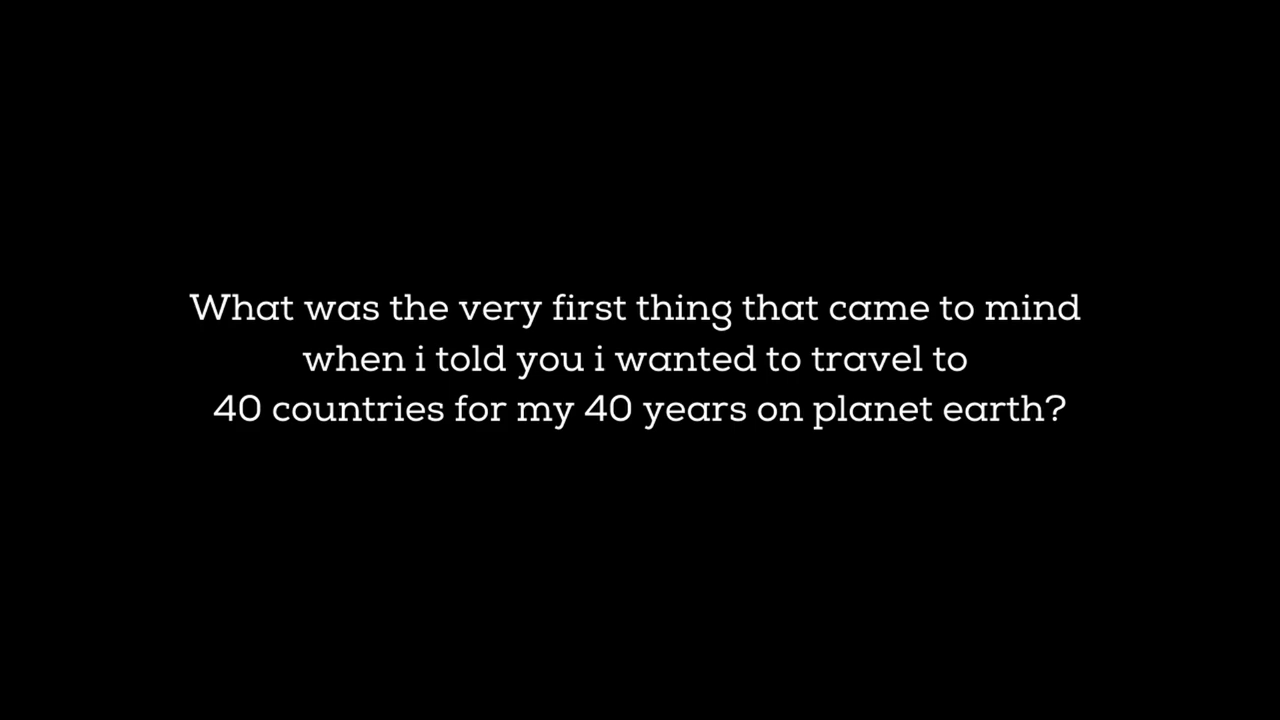 What was the very first thing that came to mind
when i told you i wanted to travel to
40 countries for my 40 years on planet earth?